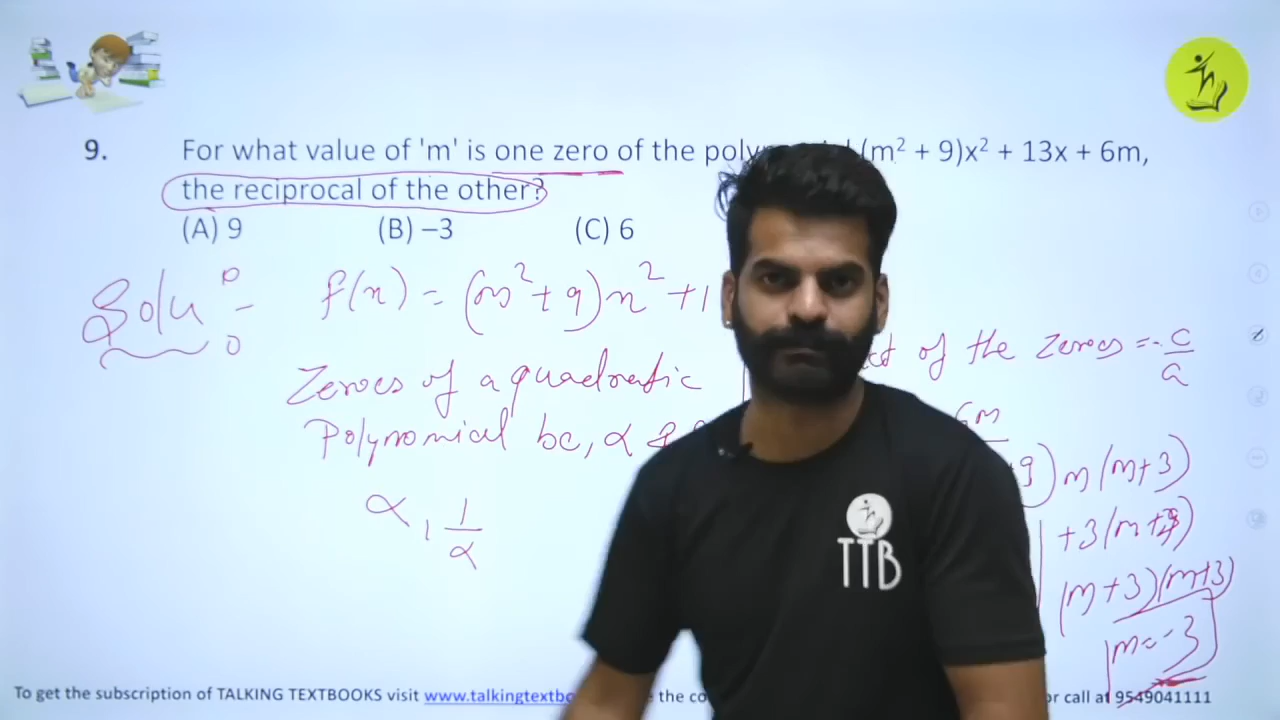 9. For what value of 'm' is one zero of the (m² + 9)x² + 13x + 6m,
the reciprocal of the other?
(A) 9 (B) –3 (C) 6
Solu : – f(x) = (m² + 9)x² + 1
Zeroes of a quadratic
Polynomial be, α &
of the zeroes = - c/a
6m
9) m (m+3)
α, 1/α
+3(m+3)
(m+3)(m+3)
m = -3
TTB
To get the subscription of TALKING TEXTBOOKS visit www.talkingtextbo or call at 9549041111